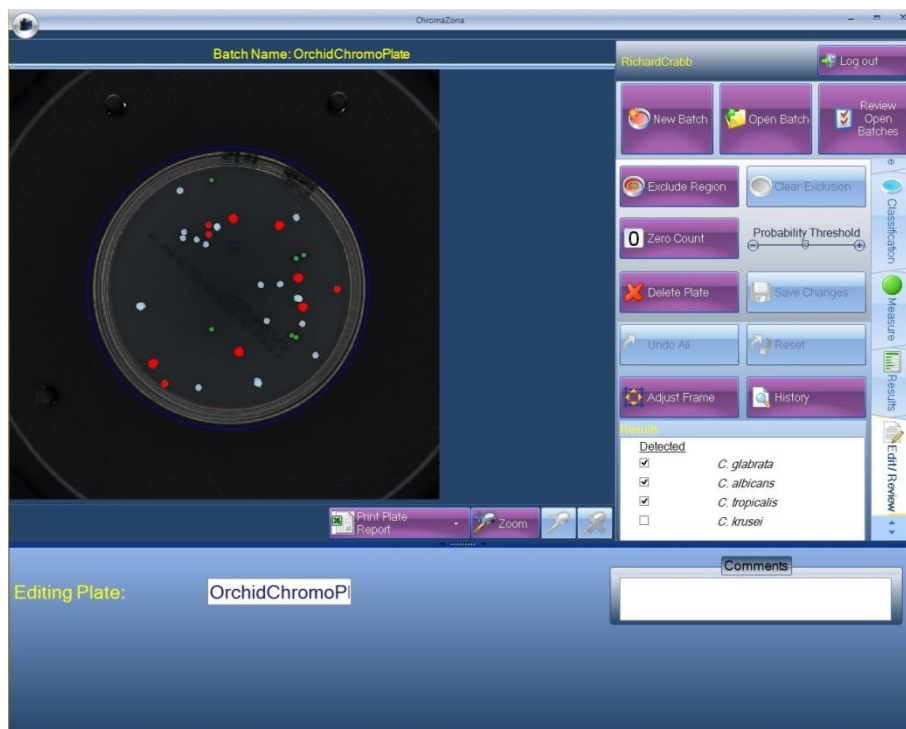 ChromaZona
Batch Name: OrchidChromoPlate
RichardCrabb
Log out
New Batch
Open Batch
Review
Open
Batches
Exclude Region
Clear Exclusion
0 Zero Count
Probability Threshold
Delete Plate
Save Changes
Undo All
Reset
Adjust Frame
History
Results
Detected
C. glabrata
C. albicans
C. tropicalis
C. krusei
Classification
Measure
Results
Edit/ Review
Print Plate
Report
Zoom
Editing Plate:
OrchidChromoPl
Comments